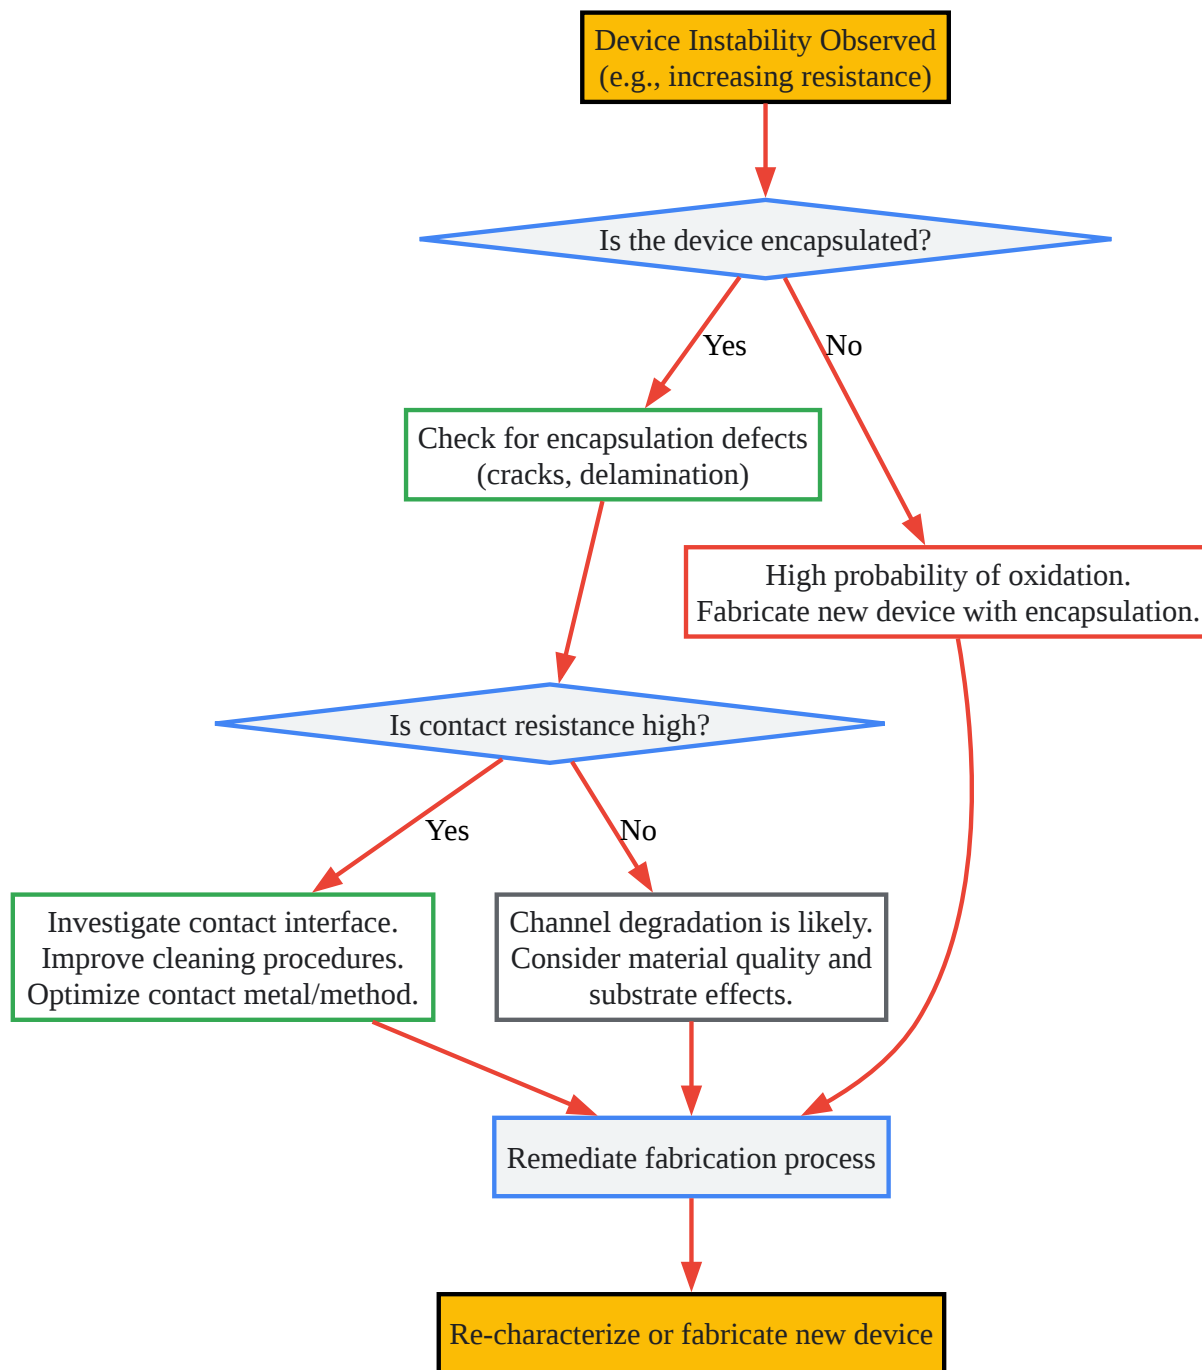 Device Instability Observed
(e.g., increasing resistance)
Is the device encapsulated?
Yes
No
Check for encapsulation defects
(cracks, delamination)
High probability of oxidation.
Fabricate new device with encapsulation.
Is contact resistance high?
Yes
No
Investigate contact interface.
Improve cleaning procedures.
Optimize contact metal/method.
Channel degradation is likely.
Consider material quality and
substrate effects.
Remediate fabrication process
Re-characterize or fabricate new device